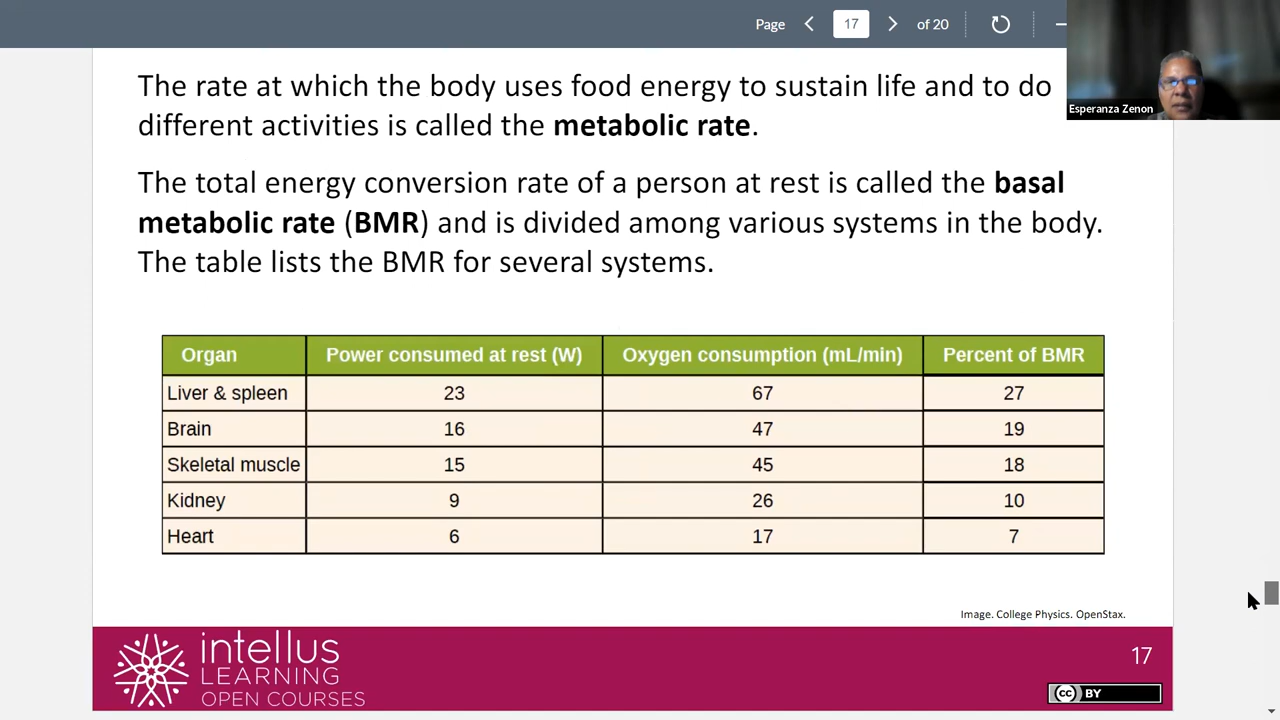 Page 17 of 20
Esperanza Zenon
The rate at which the body uses food energy to sustain life and to do
different activities is called the metabolic rate.
The total energy conversion rate of a person at rest is called the basal
metabolic rate (BMR) and is divided among various systems in the body.
The table lists the BMR for several systems.
Organ Power consumed at rest (W) Oxygen consumption (mL/min) Percent of BMR
Liver & spleen 23 67 27
Brain 16 47 19
Skeletal muscle 15 45 18
Kidney 9 26 10
Heart 6 17 7
Image. College Physics. OpenStax.
intellus
LEARNING
OPEN COURSES
17
cc BY